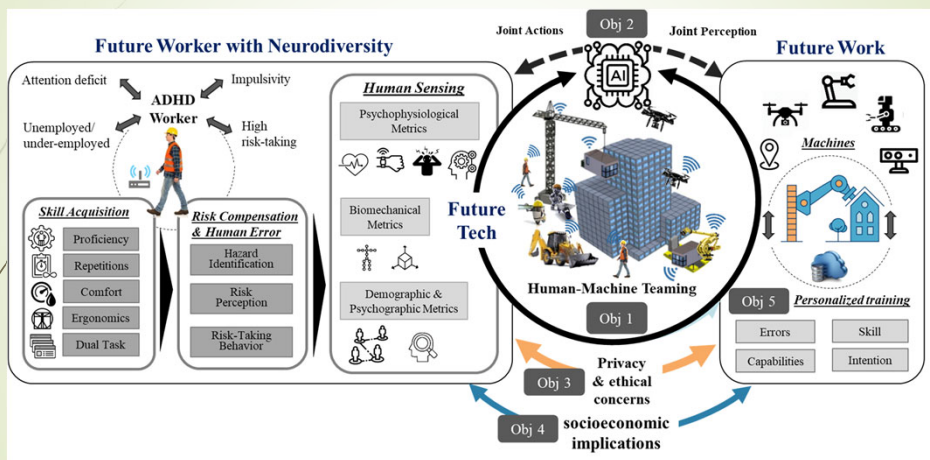 Future Worker with Neurodiversity
Attention deficit
Impulsivity
ADHD
Worker
Unemployed/
under-employed
High
risk-taking
Skill Acquisition
Proficiency
Repetitions
Comfort
Ergonomics
Dual Task
Risk Compensation
& Human Error
Hazard
Identification
Risk
Perception
Risk-Taking
Behavior
Human Sensing
Psychophysiological
Metrics
Biomechanical
Metrics
Demographic &
Psychographic Metrics
Obj 2
Joint Actions
Joint Perception
AI
Future
Tech
Human-Machine Teaming
Obj 1
Obj 3
Privacy
& ethical
concerns
Obj 4
socioeconomic
implications
Future Work
Machines
Obj 5
Personalized training
Errors
Skill
Capabilities
Intention